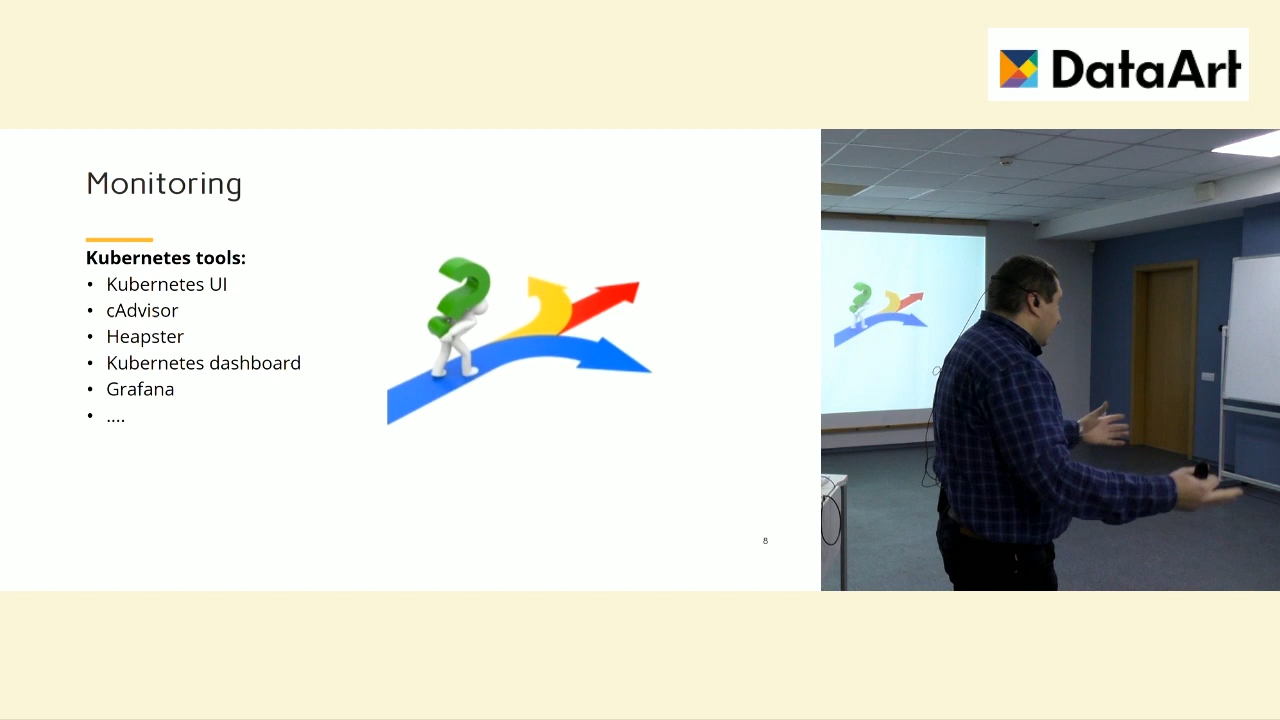 DataArt
Monitoring
Kubernetes tools:
• Kubernetes UI
• cAdvisor
• Heapster
• Kubernetes dashboard
• Grafana
• ....
8